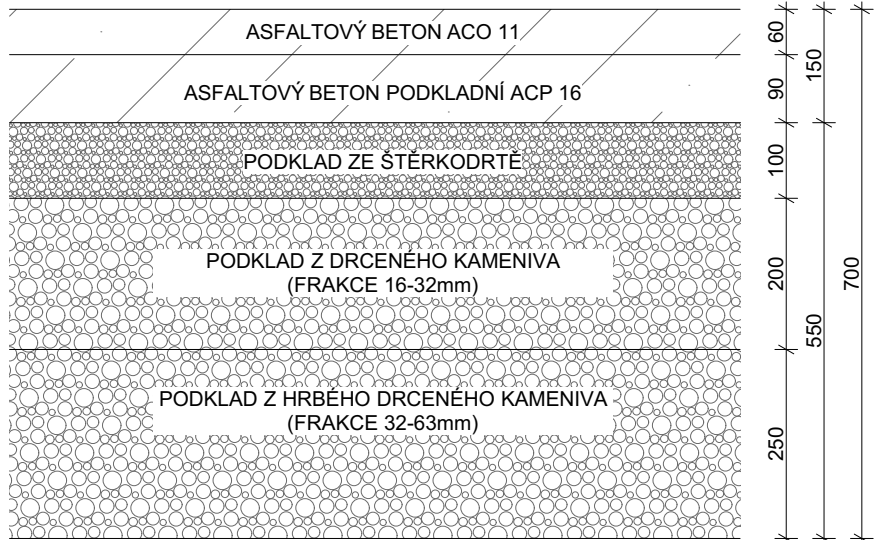 ASFALTOVÝ BETON ACO 11
60
ASFALTOVÝ BETON PODKLADNÍ ACP 16
90
150
PODKLAD ZE ŠTĚRKODRTĚ
100
PODKLAD Z DRCENÉHO KAMENIVA
(FRAKCE 16-32mm)
200
700
550
PODKLAD Z HRBÉHO DRCENÉHO KAMENIVA
(FRAKCE 32-63mm)
250